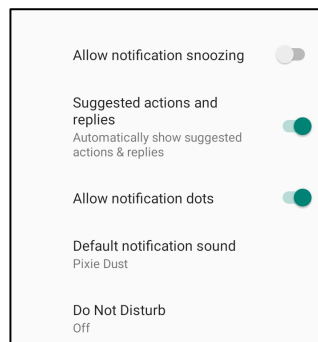 Allow notification snoozing
Suggested actions and
replies
Automatically show suggested
actions & replies
Allow notification dots
Default notification sound
Pixie Dust
Do Not Disturb
Off